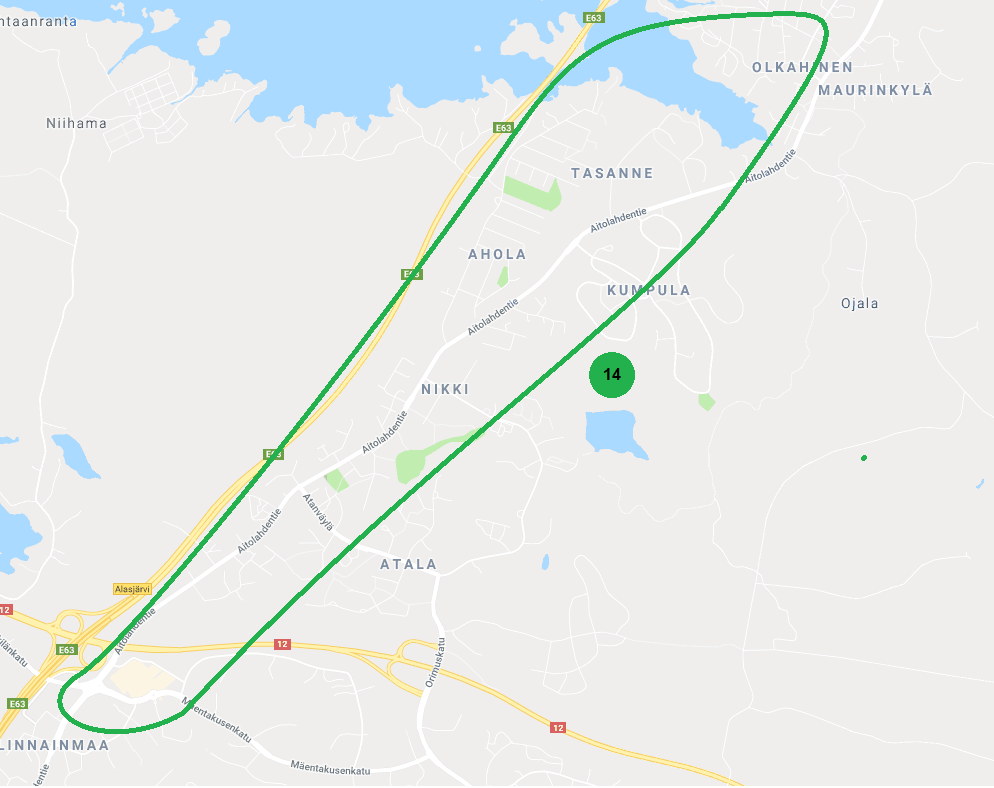 ntaanranta
E63
OLKAHINEN
MAURINKYLÄ
Niihama
E63
Aitolahdentie
TASANNE
Aitolahdentie
AHOLA
E63
KUMPULA
Ojala
Aitolahdentie
14
NIKKI
Aitolahdentie
E63
Atanväylä
Aitolahdentie
ATALA
Alasjärvi
12
Aitolahdentie
12
E63
ilänkatu
Orimuskatu
E63
Mäentakusenkatu
12
LINNAINMAA
Mäentakusenkatu
dentie